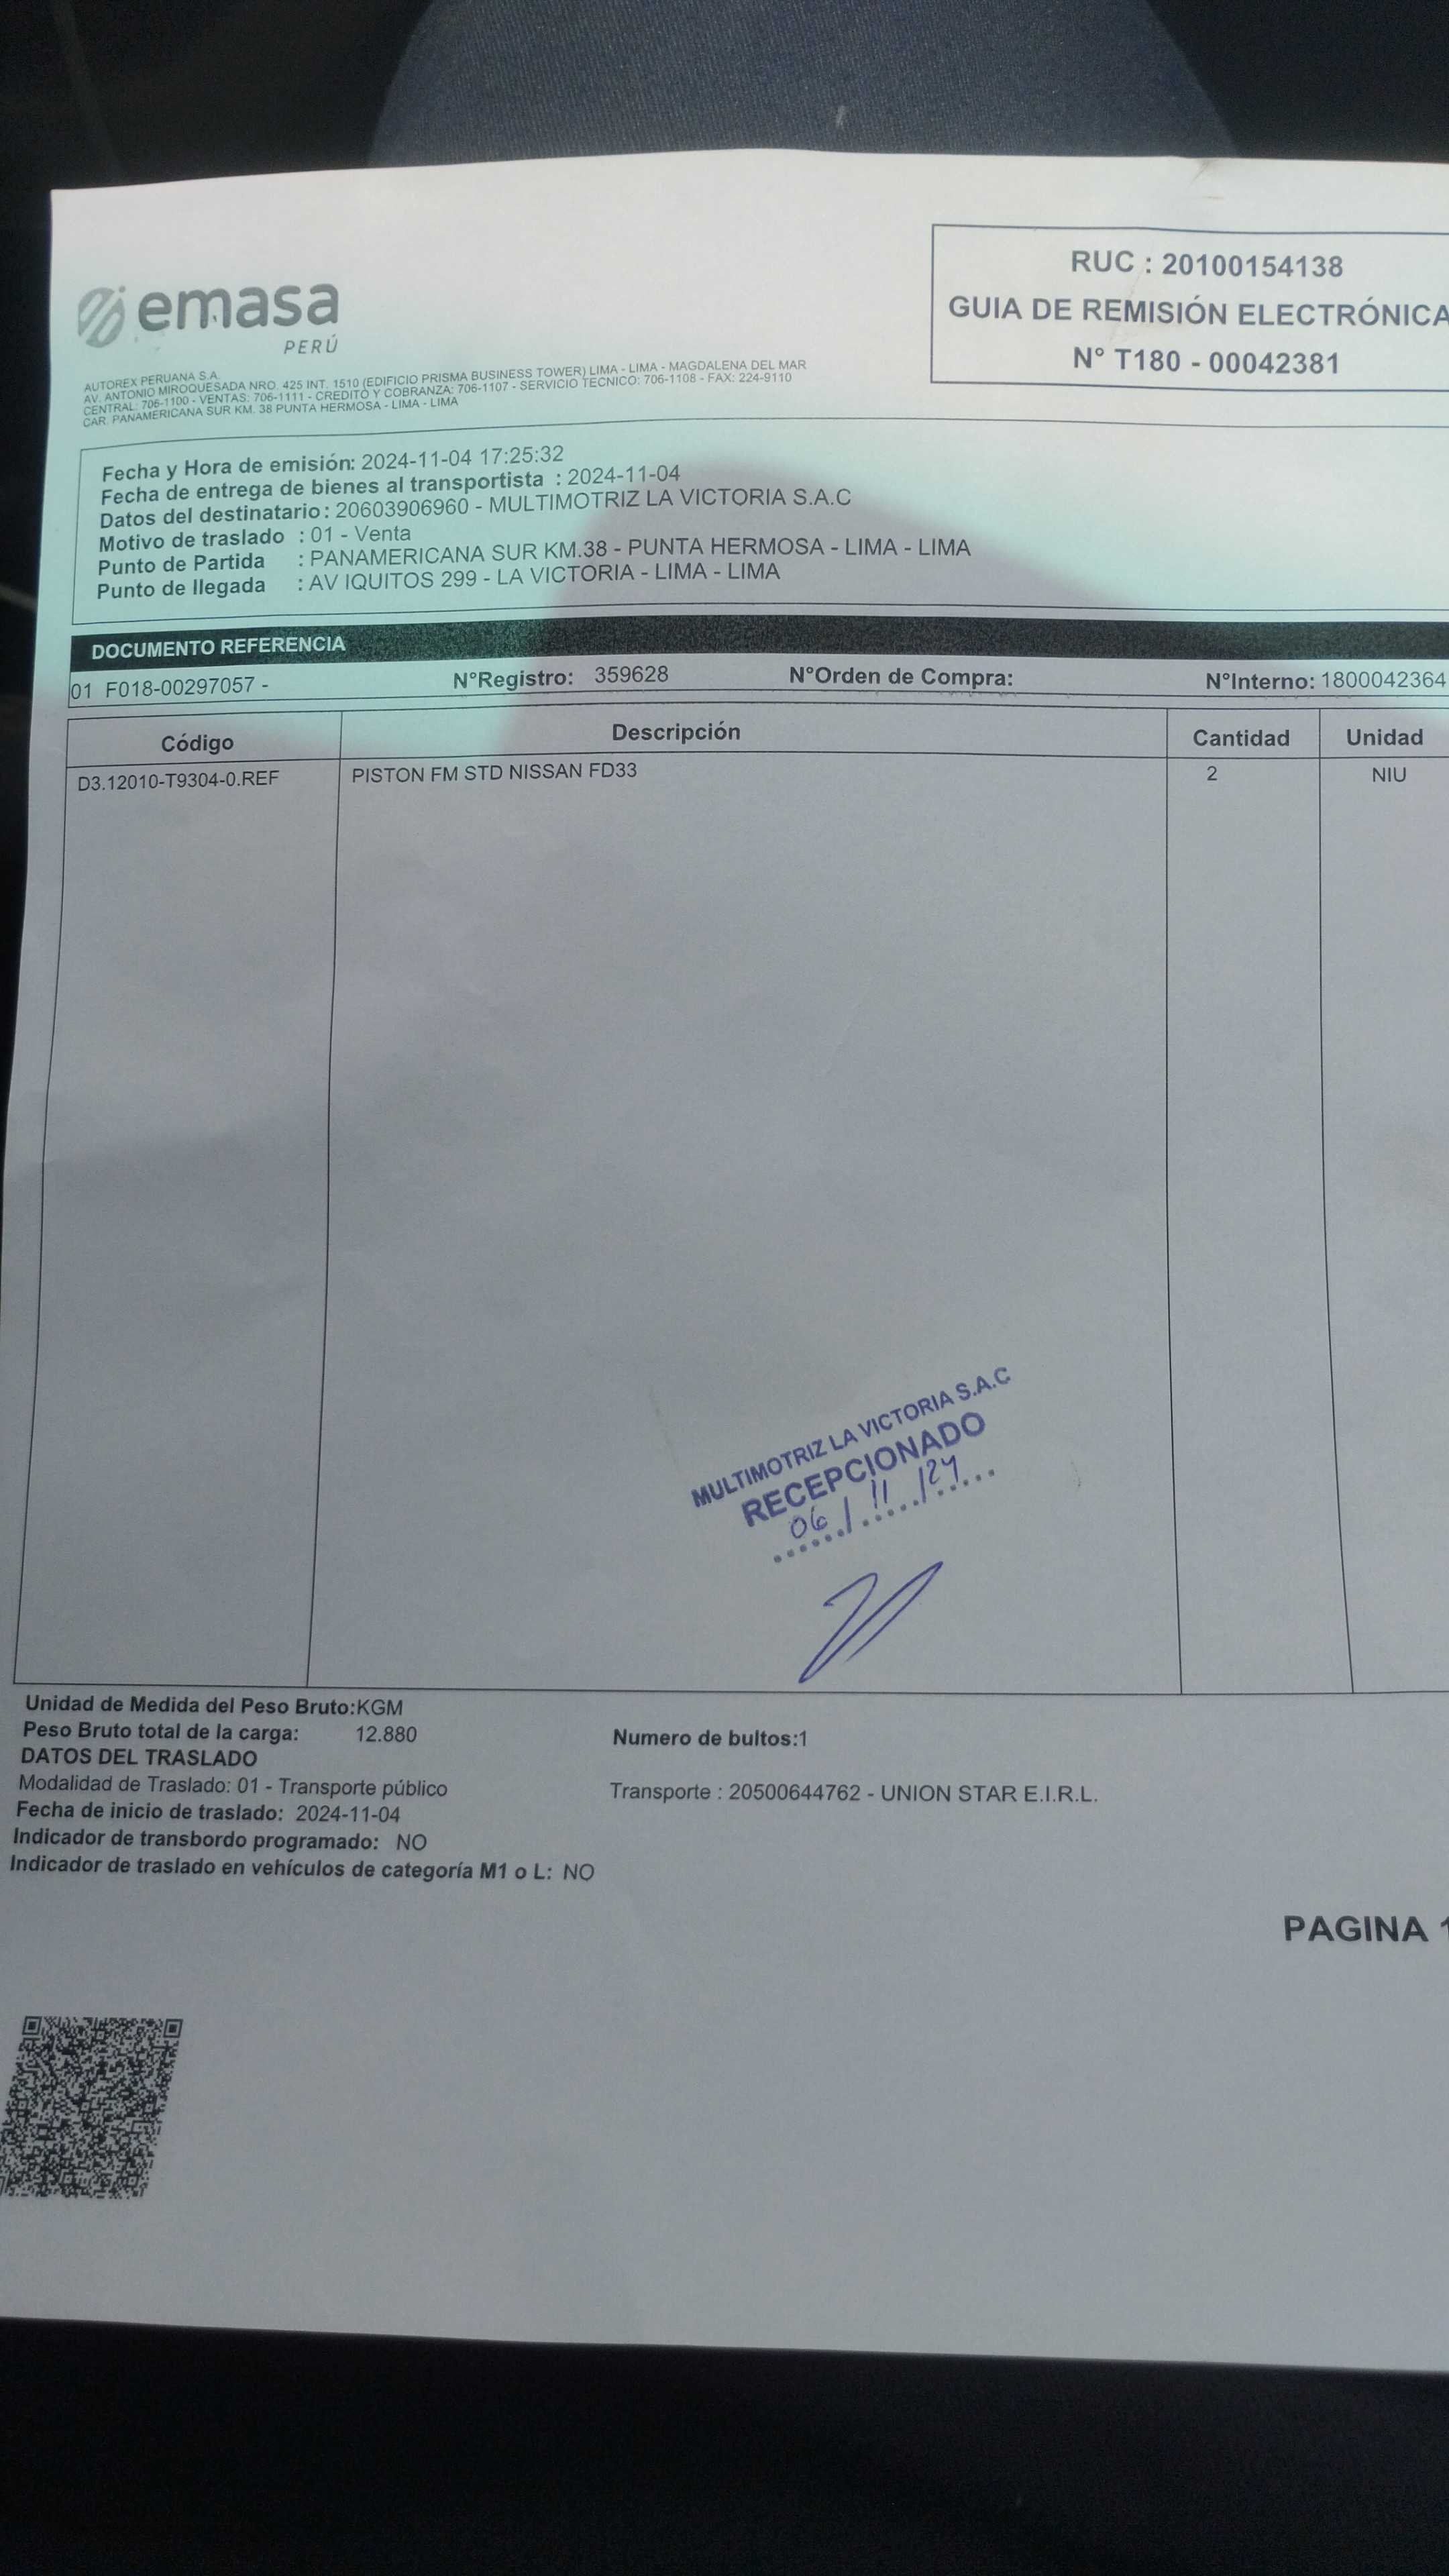 emasa
PERÚ
RUC : 20100154138
GUIA DE REMISIÓN ELECTRÓNICA
N° T180 - 00042381
AUTOREX PERUANA S.A.
AV. ANTONIO MIROQUESADA NRO. 425 INT. 1510 (EDIFICIO PRISMA BUSINESS TOWER) LIMA - LIMA - MAGDALENA DEL MAR
CENTRAL: 706-1100 - VENTAS: 706-1111 - CREDITO Y COBRANZA: 706-1107 - SERVICIO TECNICO: 706-1108 - FAX: 224-9110
CAR. PANAMERICANA SUR KM. 38 PUNTA HERMOSA - LIMA - LIMA
Fecha y Hora de emisión: 2024-11-04 17:25:32
Fecha de entrega de bienes al transportista : 2024-11-04
Datos del destinatario : 20603906960 - MULTIMOTRIZ LA VICTORIA S.A.C
Motivo de traslado : 01 - Venta
Punto de Partida : PANAMERICANA SUR KM.38 - PUNTA HERMOSA - LIMA - LIMA
Punto de llegada : AV IQUITOS 299 - LA VICTORIA - LIMA - LIMA
DOCUMENTO REFERENCIA
01 F018-00297057 - N°Registro: 359628 N°Orden de Compra: N°Interno: 1800042364
Código Descripción Cantidad Unidad
D3.12010-T9304-0.REF PISTON FM STD NISSAN FD33 2 NIU
MULTIMOTRIZ LA VICTORIA S.A.C
RECEPCIONADO
06 / 11 / 24
Unidad de Medida del Peso Bruto:KGM
Peso Bruto total de la carga: 12.880 Numero de bultos:1
DATOS DEL TRASLADO
Modalidad de Traslado: 01 - Transporte público Transporte : 20500644762 - UNION STAR E.I.R.L.
Fecha de inicio de traslado: 2024-11-04
Indicador de transbordo programado: NO
Indicador de traslado en vehículos de categoría M1 o L: NO
PAGINA 1